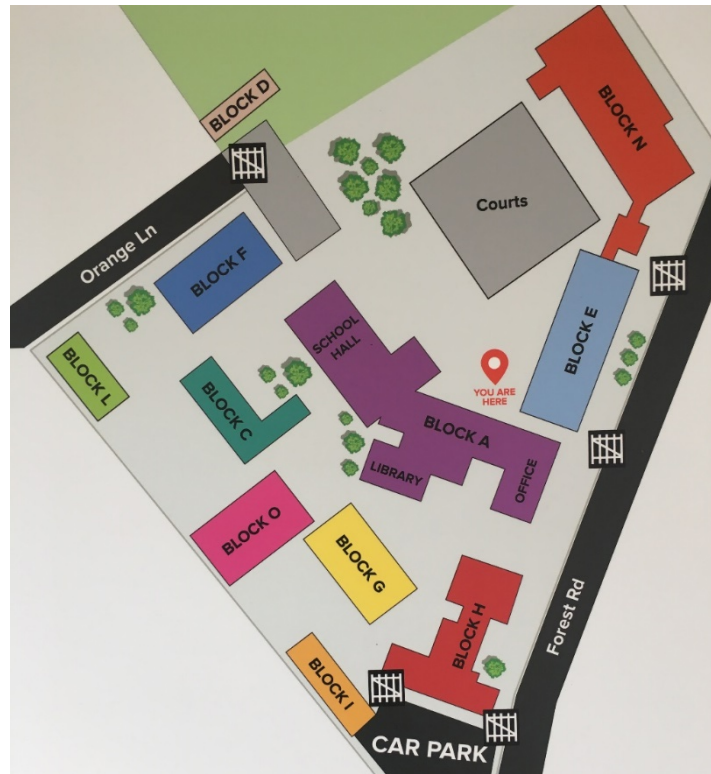 BLOCK D
BLOCK N
Courts
Orange Ln
BLOCK F
SCHOOL
HALL
BLOCK E
BLOCK L
YOU ARE
HERE
BLOCK C
BLOCK A
LIBRARY
OFFICE
BLOCK O
BLOCK G
BLOCK H
Forest Rd
BLOCK I
CAR PARK